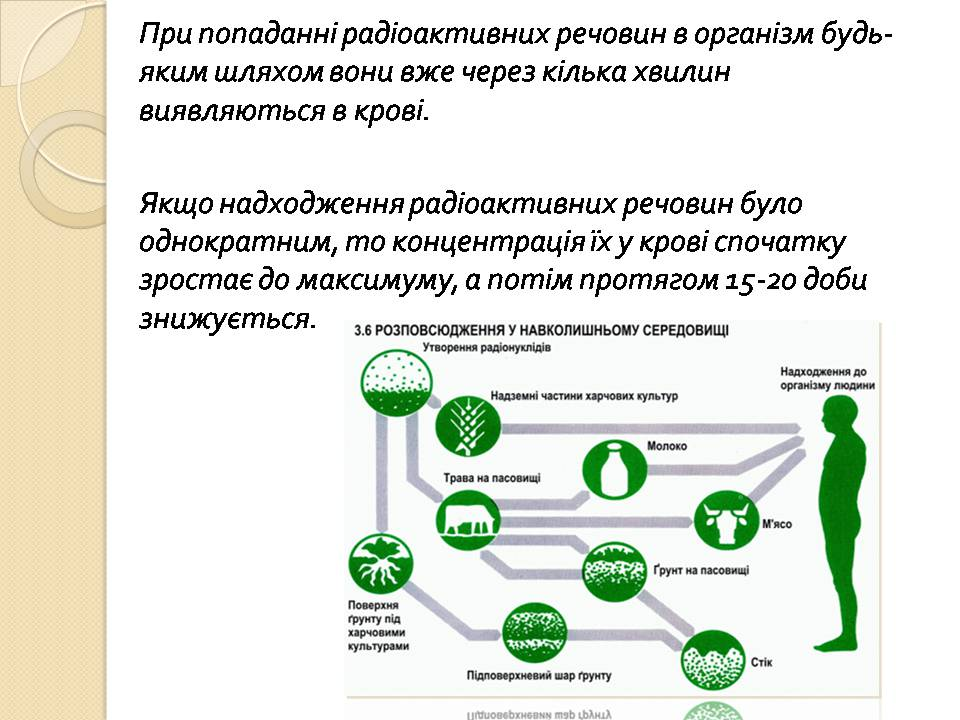 При попаданні радіоактивних речовин в організм будь-
яким шляхом вони вже через кілька хвилин
виявляються в крові.
Якщо надходження радіоактивних речовин було
однократним, то концентрація їх у крові спочатку
зростає до максимуму, а потім протягом 15-20 доби
знижується.
3.6 РОЗПОВСЮДЖЕННЯ У НАВКОЛИШНЬОМУ СЕРЕДОВИЩІ
Утворення радіонуклідів
Надходження до
організму людини
Надземні частини харчових культур
Молоко
Трава на пасовищі
М'ясо
Ґрунт на пасовищі
Поверхня
ґрунту під
харчовими
культурами
Стік
Підповерхневий шар ґрунту